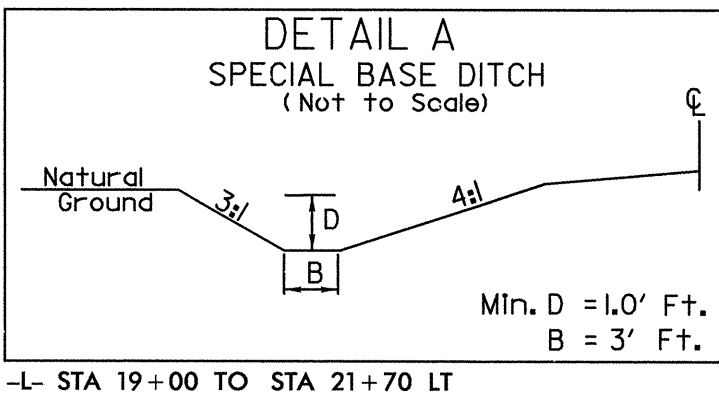 DETAIL A
SPECIAL BASE DITCH
(Not to Scale)
℄
Natural
Ground
3:1
D
4:1
B
Min. D = 1.0' Ft.
B = 3' Ft.
-L- STA 19+00 TO STA 21+70 LT